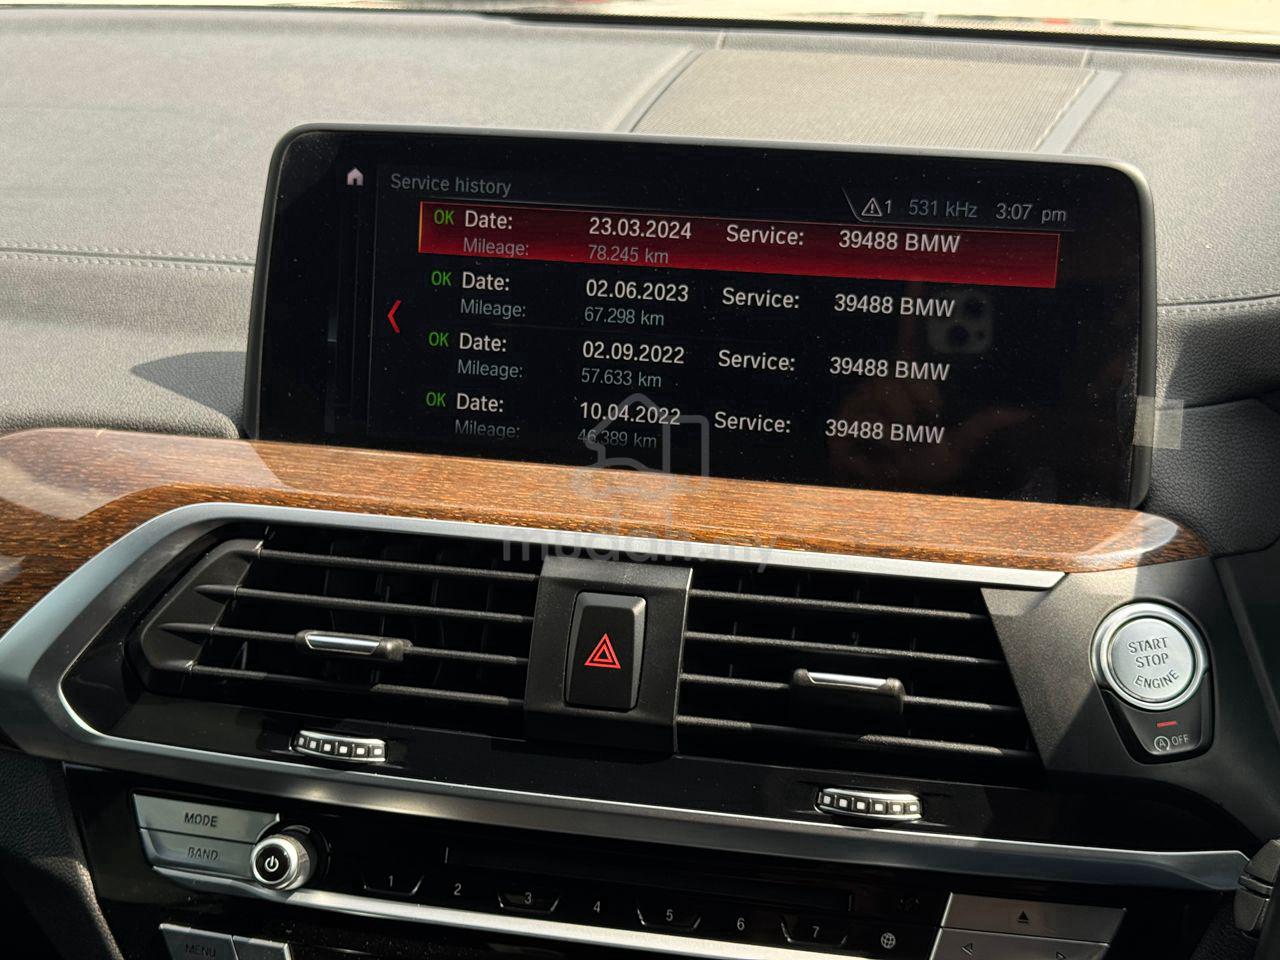 Service history
1 531 kHz 3:07 pm
OK Date: 23.03.2024 Service: 39488 BMW
Mileage: 78.245 km
OK Date: 02.06.2023 Service: 39488 BMW
Mileage: 67.298 km
OK Date: 02.09.2022 Service: 39488 BMW
Mileage: 57.633 km
OK Date: 10.04.2022 Service: 39488 BMW
Mileage: 46.389 km
mudah.my
START
STOP
ENGINE
A OFF
MODE
BAND
1 2 3 4 5 6 7
MENU